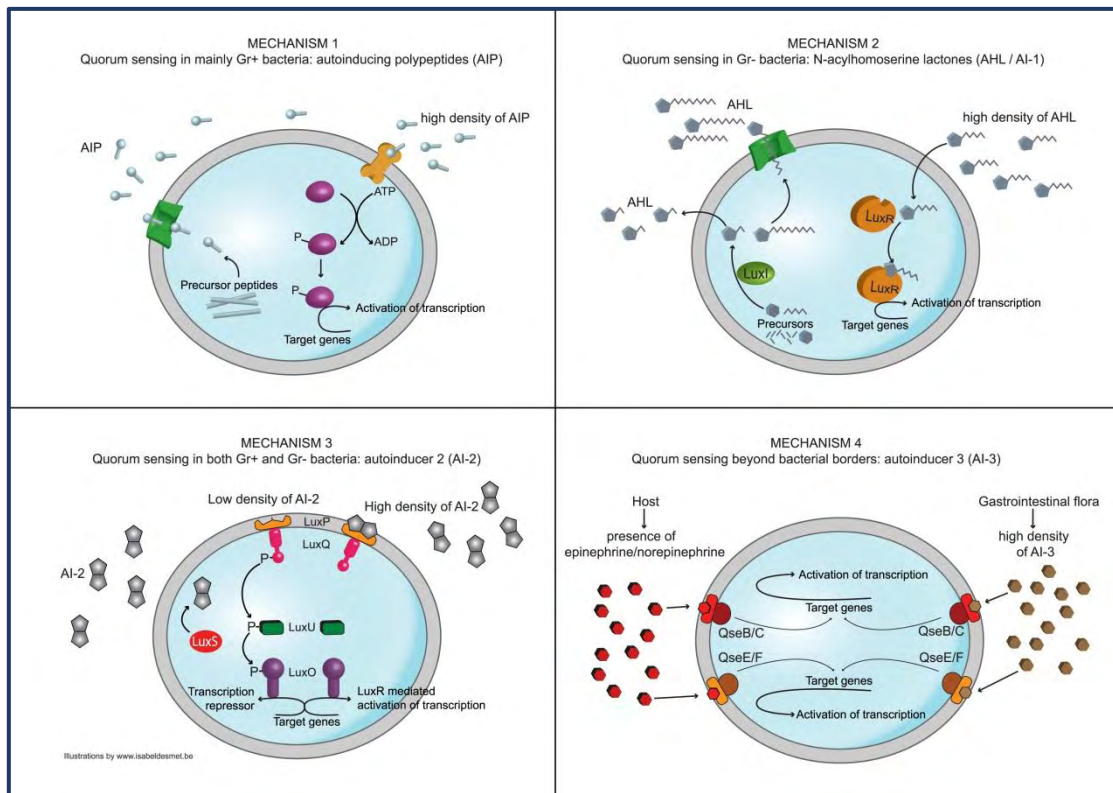 MECHANISM 1
Quorum sensing in mainly Gr+ bacteria: autoinducing polypeptides (AIP)
high density of AIP
AIP
ATP
P
ADP
Precursor peptides
P
Activation of transcription
Target genes
MECHANISM 2
Quorum sensing in Gr- bacteria: N-acylhomoserine lactones (AHL / AI-1)
AHL
high density of AHL
AHL
LuxR
LuxI
LuxR
Activation of transcription
Precursors
Target genes
MECHANISM 3
Quorum sensing in both Gr+ and Gr- bacteria: autoinducer 2 (AI-2)
Low density of AI-2
High density of AI-2
LuxP
LuxQ
P
AI-2
P
LuxU
LuxS
P
LuxO
Transcription
repressor
LuxR mediated
activation of transcription
Target genes
Illustrations by www.isabeldesmet.be
MECHANISM 4
Quorum sensing beyond bacterial borders: autoinducer 3 (AI-3)
Host
presence of
epinephrine/norepinephrine
Gastrointestinal flora
high density
of AI-3
Activation of transcription
Target genes
QseB/C
QseB/C
QseE/F
QseE/F
Target genes
Activation of transcription